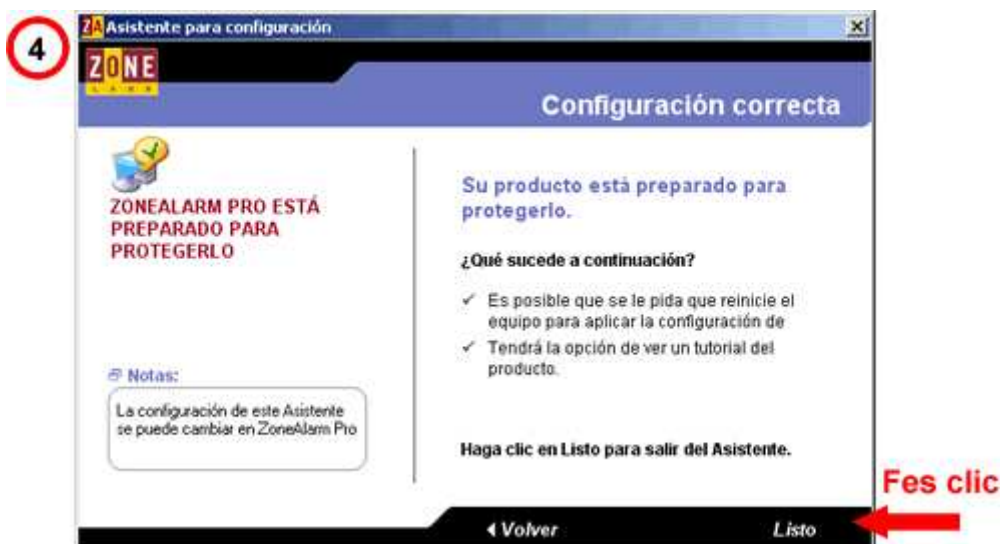 4
ZA Asistente para configuración
ZONE
LABS
Configuración correcta
ZONEALARM PRO ESTÁ
PREPARADO PARA
PROTEGERLO
Notas:
La configuración de este Asistente
se puede cambiar en ZoneAlarm Pro
Su producto está preparado para
protegerlo.
¿Qué sucede a continuación?
Es posible que se le pida que reinicie el
equipo para aplicar la configuración de
Tendrá la opción de ver un tutorial del
producto.
Haga clic en Listo para salir del Asistente.
Fes clic
Volver
Listo